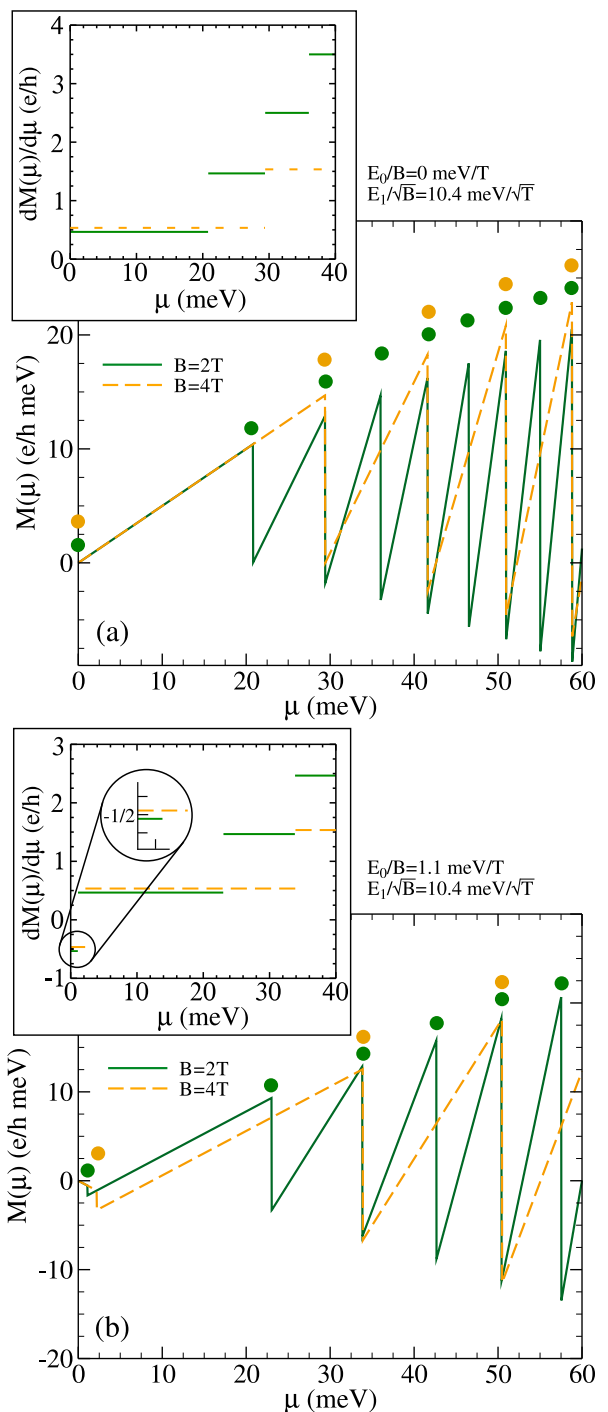 4
3
2
1
0
dM(μ)/dμ (e/h)
0 10 20 30 40
μ (meV)
E0/B=0 meV/T
E1/√B=10.4 meV/√T
B=2T
B=4T
20
10
0
M(μ) (e/h meV)
(a)
0 10 20 30 40 50 60
μ (meV)
3
2
1
0
-1
dM(μ)/dμ (e/h)
-1/2
0 10 20 30 40
μ (meV)
E0/B=1.1 meV/T
E1/√B=10.4 meV/√T
B=2T
B=4T
10
0
-10
-20
M(μ) (e/h meV)
(b)
0 10 20 30 40 50 60
μ (meV)